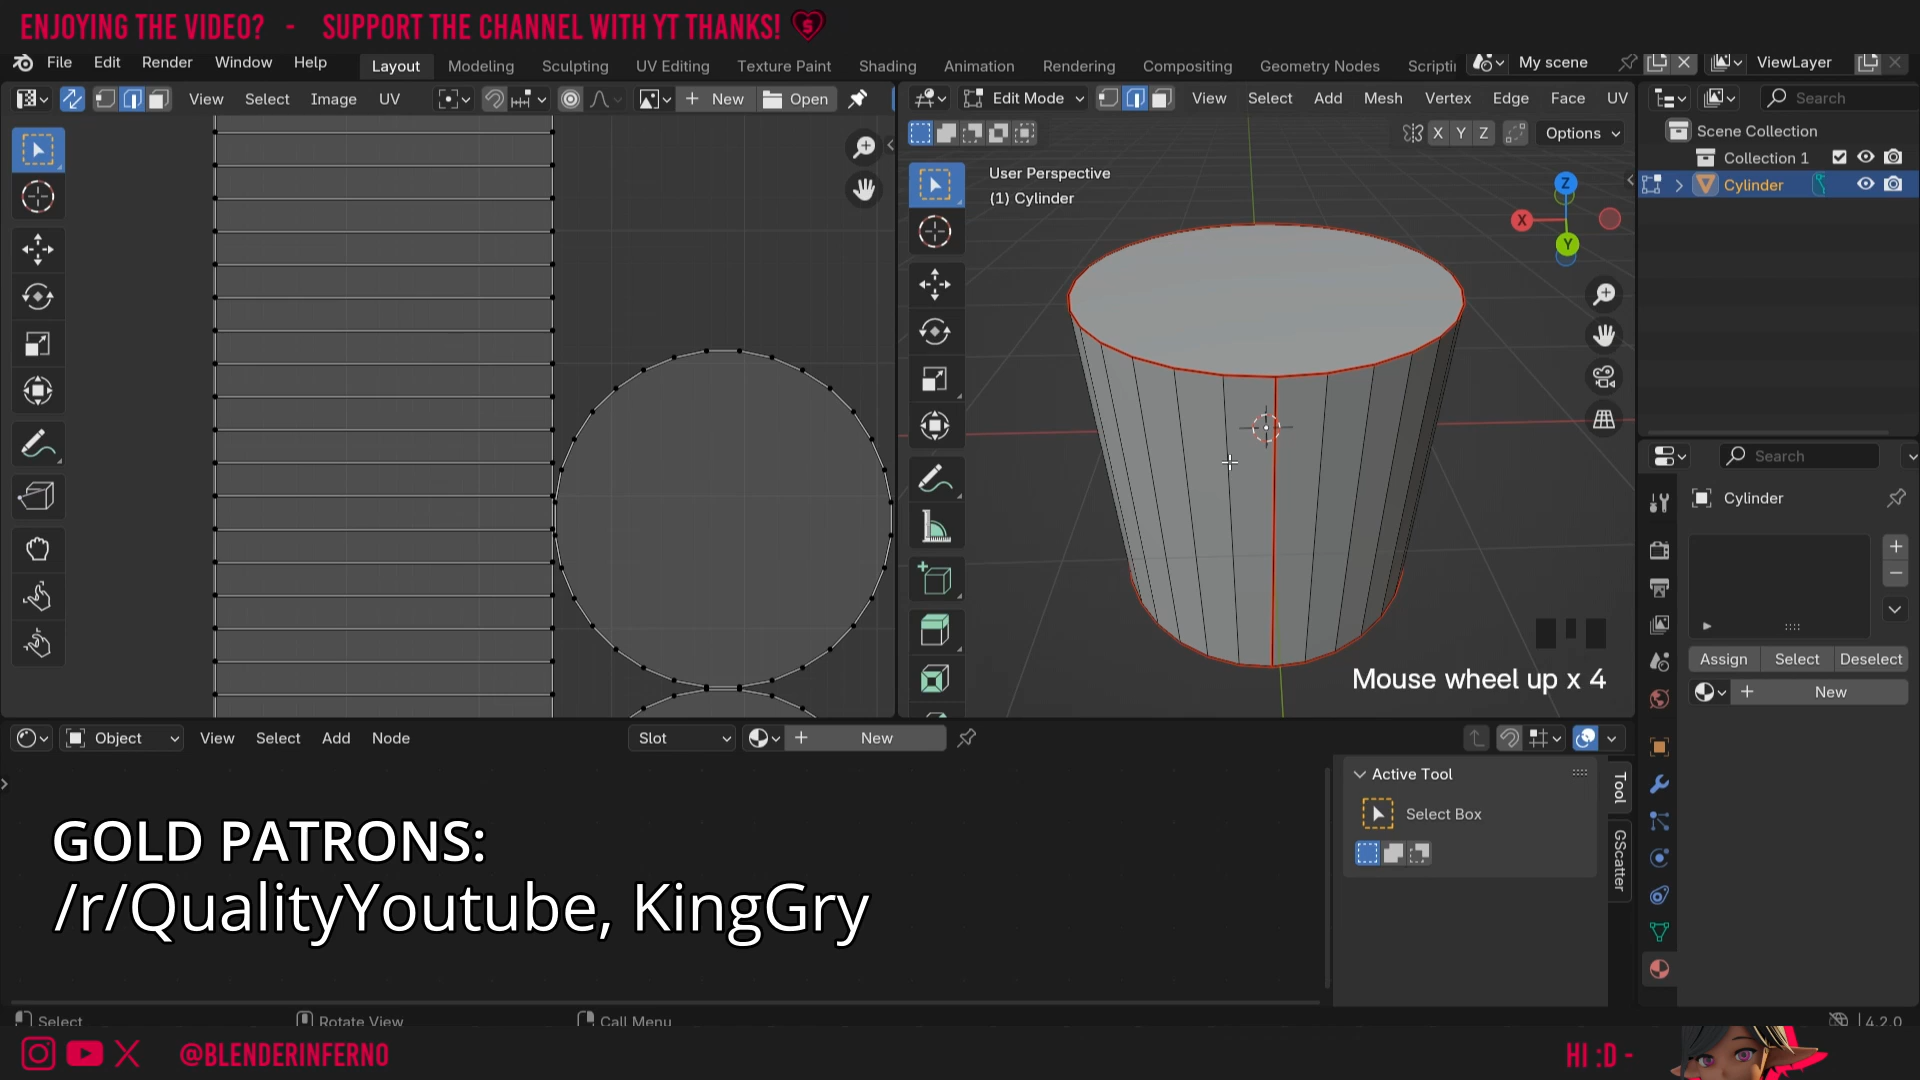 ENJOYING THE VIDEO? - SUPPORT THE CHANNEL WITH YT THANKS!
File Edit Render Window Help Layout Modeling Sculpting UV Editing Texture Paint Shading Animation Rendering Compositing Geometry Nodes Scripti My scene ViewLayer
View Select Image UV New Open
Edit Mode View Select Add Mesh Vertex Edge Face UV
Search
X Y Z Options
Scene Collection
Collection 1
Cylinder
User Perspective
(1) Cylinder
Z
X
Y
Search
Cylinder
Assign Select Deselect
New
Mouse wheel up x 4
Object View Select Add Node Slot New
Active Tool
Select Box
Tool
GScatter
GOLD PATRONS:
/r/QualityYoutube, KingGry
Select Rotate View Call Menu 4.2.0
@BLENDERINFERNO
HI :D -